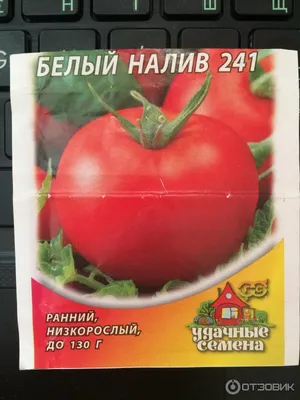 БЕЛЫЙ НАЛИВ 241
РАННИЙ,
НИЗКОРОСЛЫЙ,
ДО 130 Г
удачные
семена
ОТЗОВИК